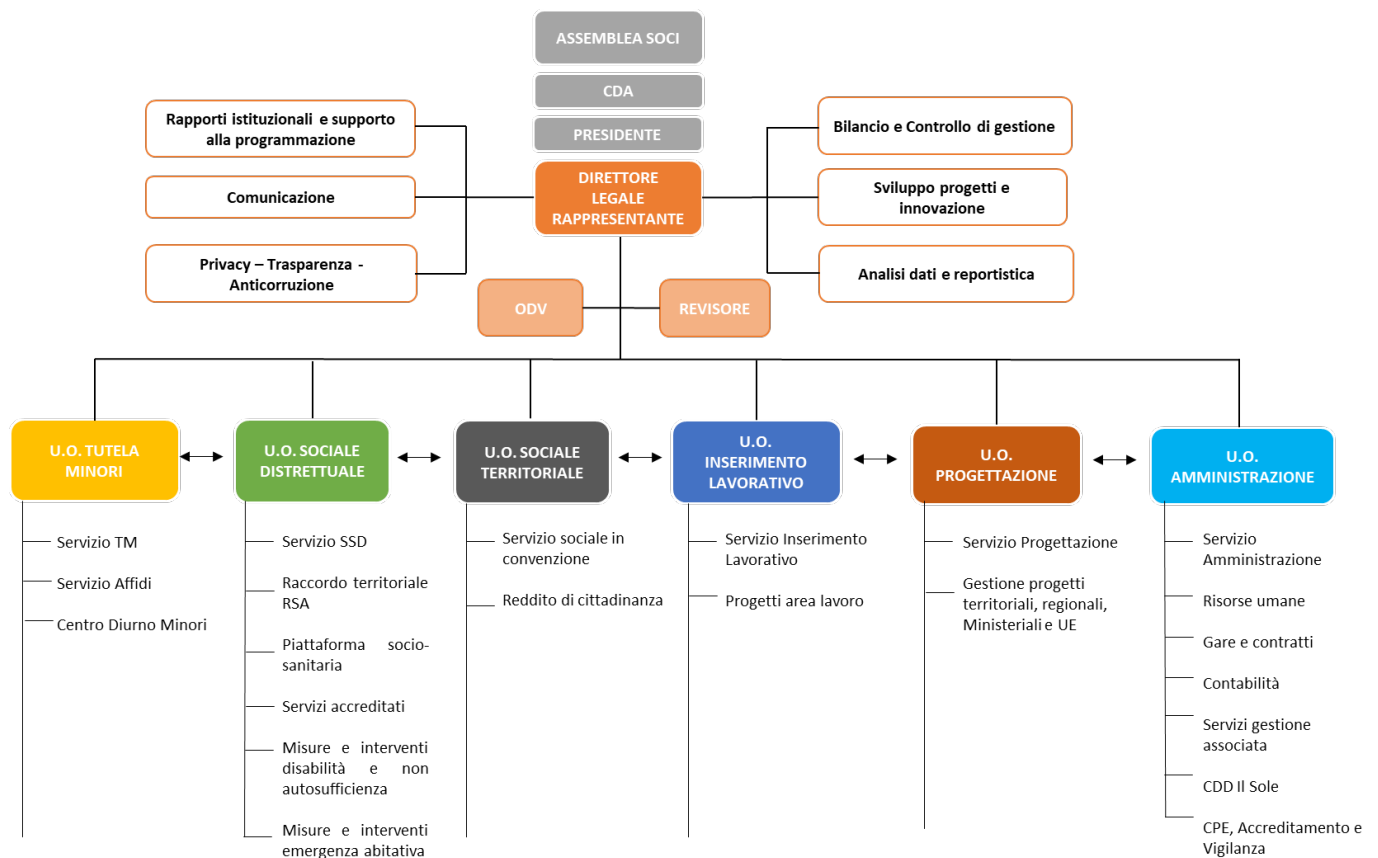 ASSEMBLEA SOCI
CDA
PRESIDENTE
DIRETTORE
LEGALE
RAPPRESENTANTE
Rapporti istituzionali e supporto
alla programmazione
Comunicazione
Privacy – Trasparenza -
Anticorruzione
Bilancio e Controllo di gestione
Sviluppo progetti e
innovazione
Analisi dati e reportistica
ODV
REVISORE
U.O. TUTELA
MINORI
Servizio TM
Servizio Affidi
Centro Diurno Minori
U.O. SOCIALE
DISTRETTUALE
Servizio SSD
Raccordo territoriale
RSA
Piattaforma socio-
sanitaria
Servizi accreditati
Misure e interventi
disabilità e non
autosufficienza
Misure e interventi
emergenza abitativa
U.O. SOCIALE
TERRITORIALE
Servizio sociale in
convenzione
Reddito di cittadinanza
U.O.
INSERIMENTO
LAVORATIVO
Servizio Inserimento
Lavorativo
Progetti area lavoro
U.O.
PROGETTAZIONE
Servizio Progettazione
Gestione progetti
territoriali, regionali,
Ministeriali e UE
U.O.
AMMINISTRAZIONE
Servizio
Amministrazione
Risorse umane
Gare e contratti
Contabilità
Servizi gestione
associata
CDD Il Sole
CPE, Accreditamento e
Vigilanza